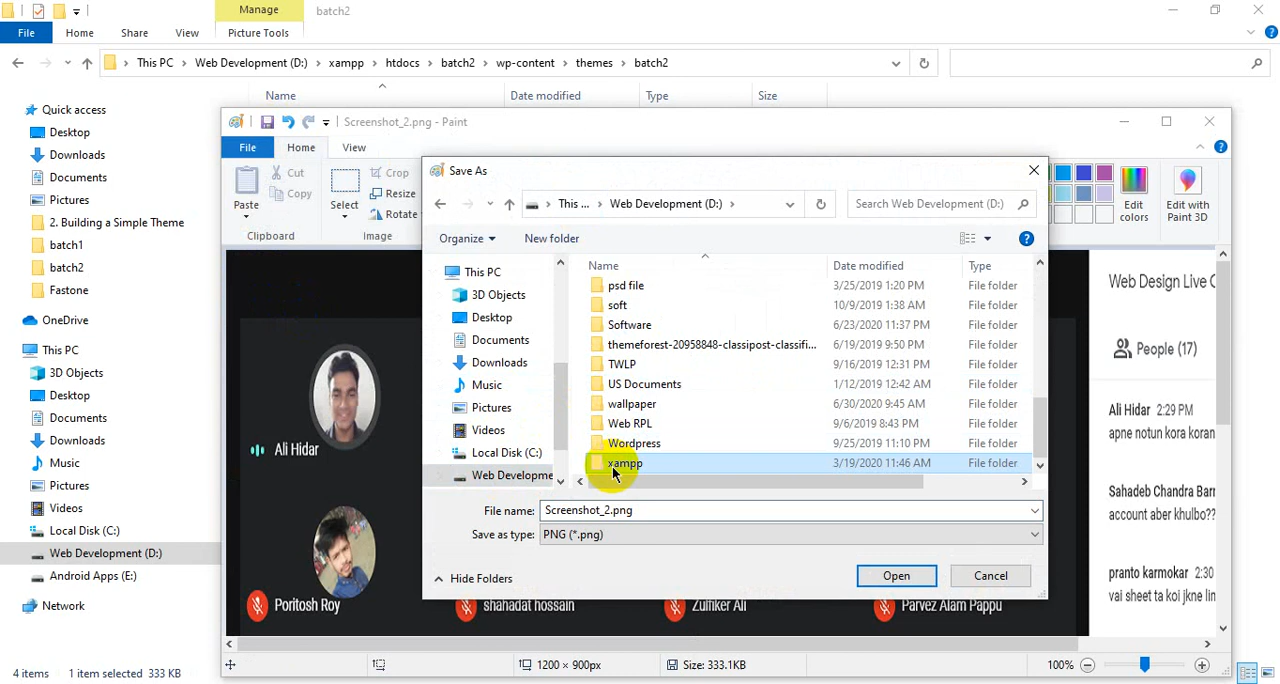 Manage
batch2
File
Home
Share
View
Picture Tools
This PC
Web Development (D:)
xampp
htdocs
batch2
wp-content
themes
batch2
Name
Date modified
Type
Size
Quick access
Desktop
Downloads
Documents
Pictures
2. Building a Simple Theme
batch1
batch2
Fastone
OneDrive
This PC
3D Objects
Desktop
Documents
Downloads
Music
Pictures
Videos
Local Disk (C:)
Web Development (D:)
Android Apps (E:)
Network
4 items
1 item selected 333 KB
Screenshot_2.png - Paint
File
Home
View
Paste
Cut
Copy
Clipboard
Select
Crop
Resize
Rotate
Image
Edit colors
Edit with Paint 3D
Save As
This ...
Web Development (D:)
Search Web Development (D:)
Organize
New folder
This PC
3D Objects
Desktop
Documents
Downloads
Music
Pictures
Videos
Local Disk (C:)
Web Developme
Name
Date modified
Type
psd file 3/25/2019 1:20 PM File folder
soft 10/9/2019 1:38 AM File folder
Software 6/23/2020 11:37 PM File folder
themeforest-20958848-classipost-classifi... 6/19/2019 9:50 PM File folder
TWLP 9/16/2019 12:31 PM File folder
US Documents 1/12/2019 12:42 AM File folder
wallpaper 6/30/2020 9:45 AM File folder
Web RPL 9/6/2019 8:43 PM File folder
Wordpress 9/25/2019 11:10 PM File folder
xampp 3/19/2020 11:46 AM File folder
File name: Screenshot_2.png
Save as type: PNG (*.png)
Hide Folders
Open
Cancel
Ali Hidar
Poritosh Roy
shahadat hossain
Zulfiker Ali
Parvez Alam Pappu
Web Design Live C
People (17)
Ali Hidar 2:29 PM
apne notun kora koran
Sahadeb Chandra Barr
account aber khulbo??
pranto karmokar 2:30
vai sheet ta koi jkne lin
1200 × 900px
Size: 333.1KB
100%